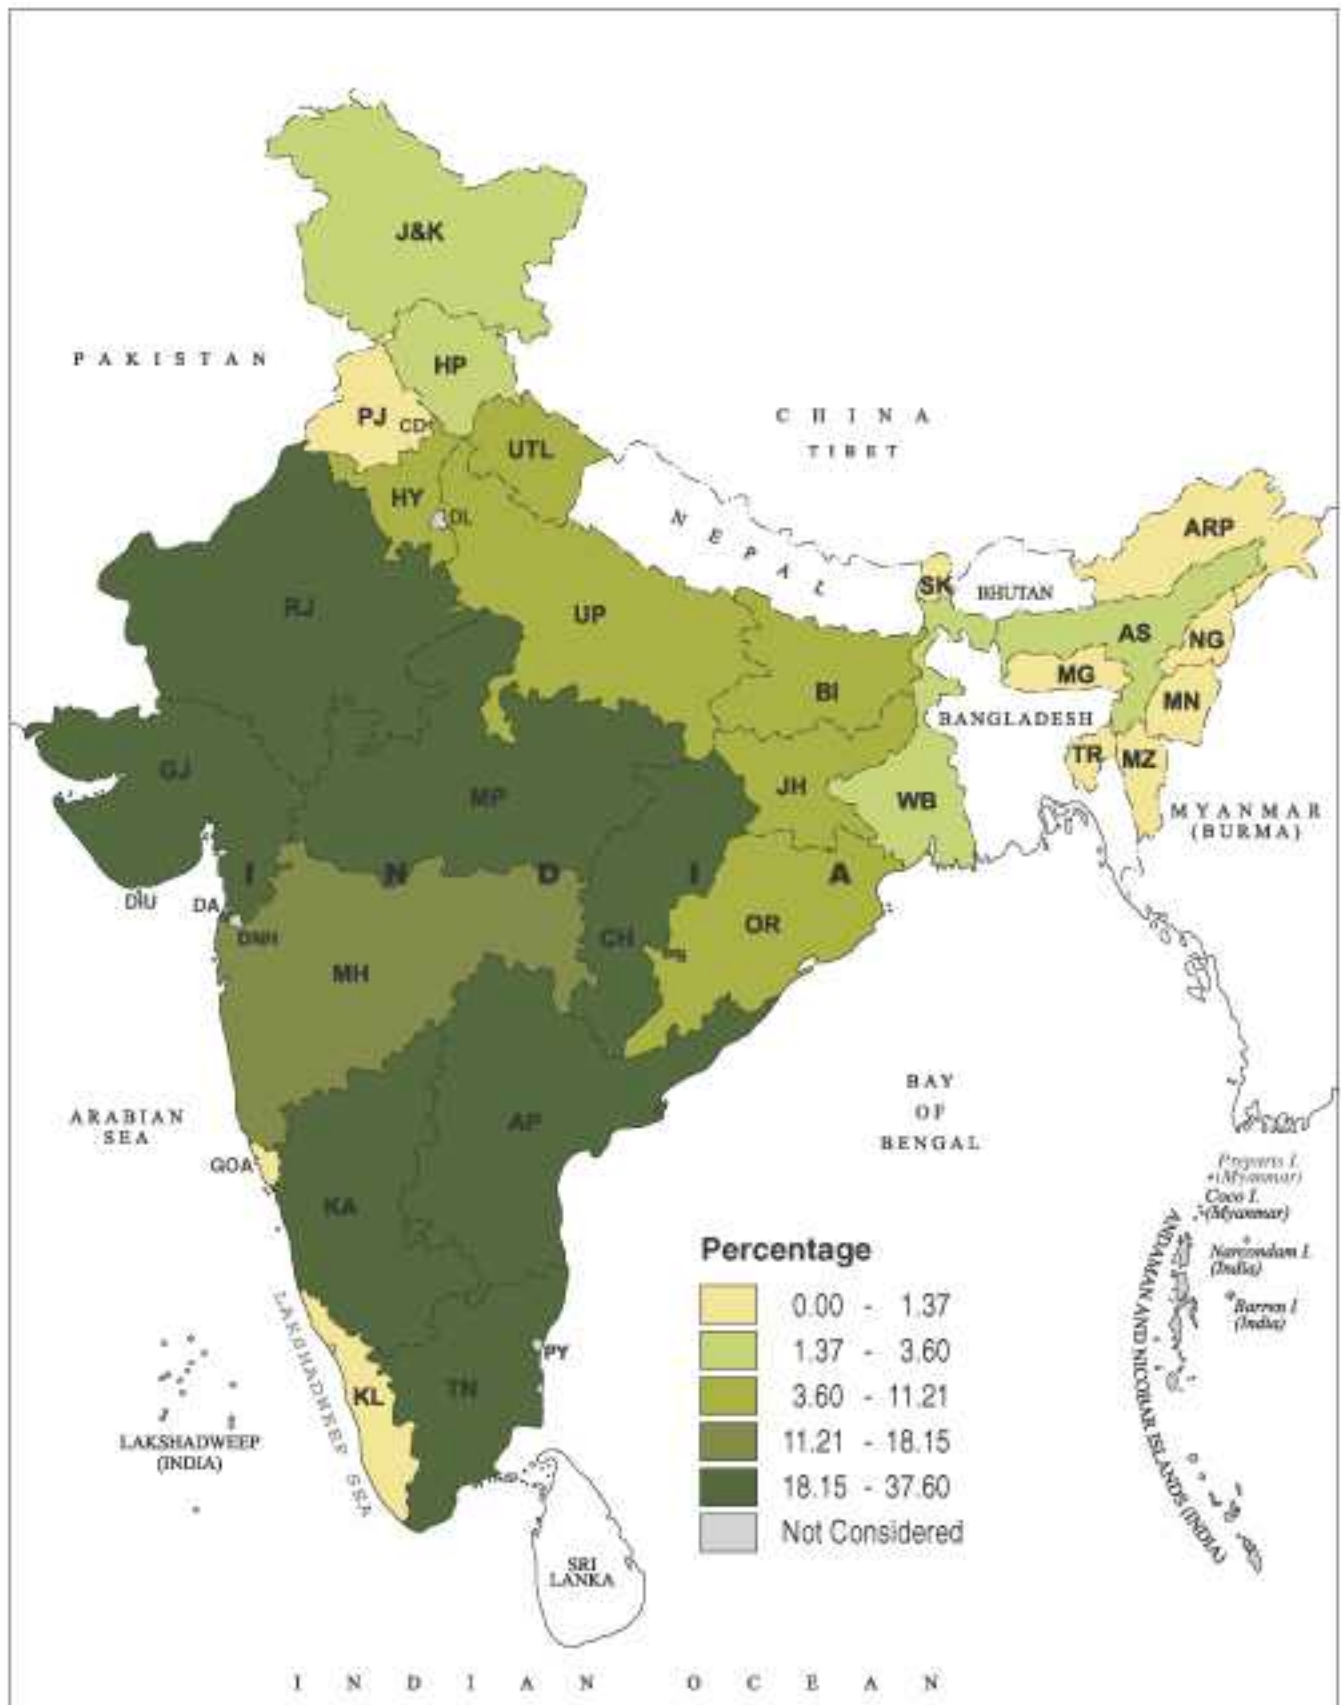 J&K
HP
PAKISTAN
PJ
CD
CHINA
TIBET
UTL
HY
DL
NEPAL
ARP
SK
BHUTAN
RJ
UP
AS
NG
MG
BI
MN
BANGLADESH
GJ
TR
MZ
MP
JH
WB
MYANMAR
(BURMA)
INDIA
DIU
DA
DNH
CH
OR
MH
BAY
OF
BENGAL
ARABIAN
SEA
AP
GOA
KA
Preparis I.
(Myanmar)
Coco I.
(Myanmar)
Narcondam I.
(India)
Barren I
(India)
ANDAMAN AND NICOBAR ISLANDS (INDIA)
Percentage
0.00 - 1.37
1.37 - 3.60
3.60 - 11.21
11.21 - 18.15
18.15 - 37.60
Not Considered
LAKSHADWEEP
(INDIA)
KL
TN
PY
SRI
LANKA
INDIAN OCEAN